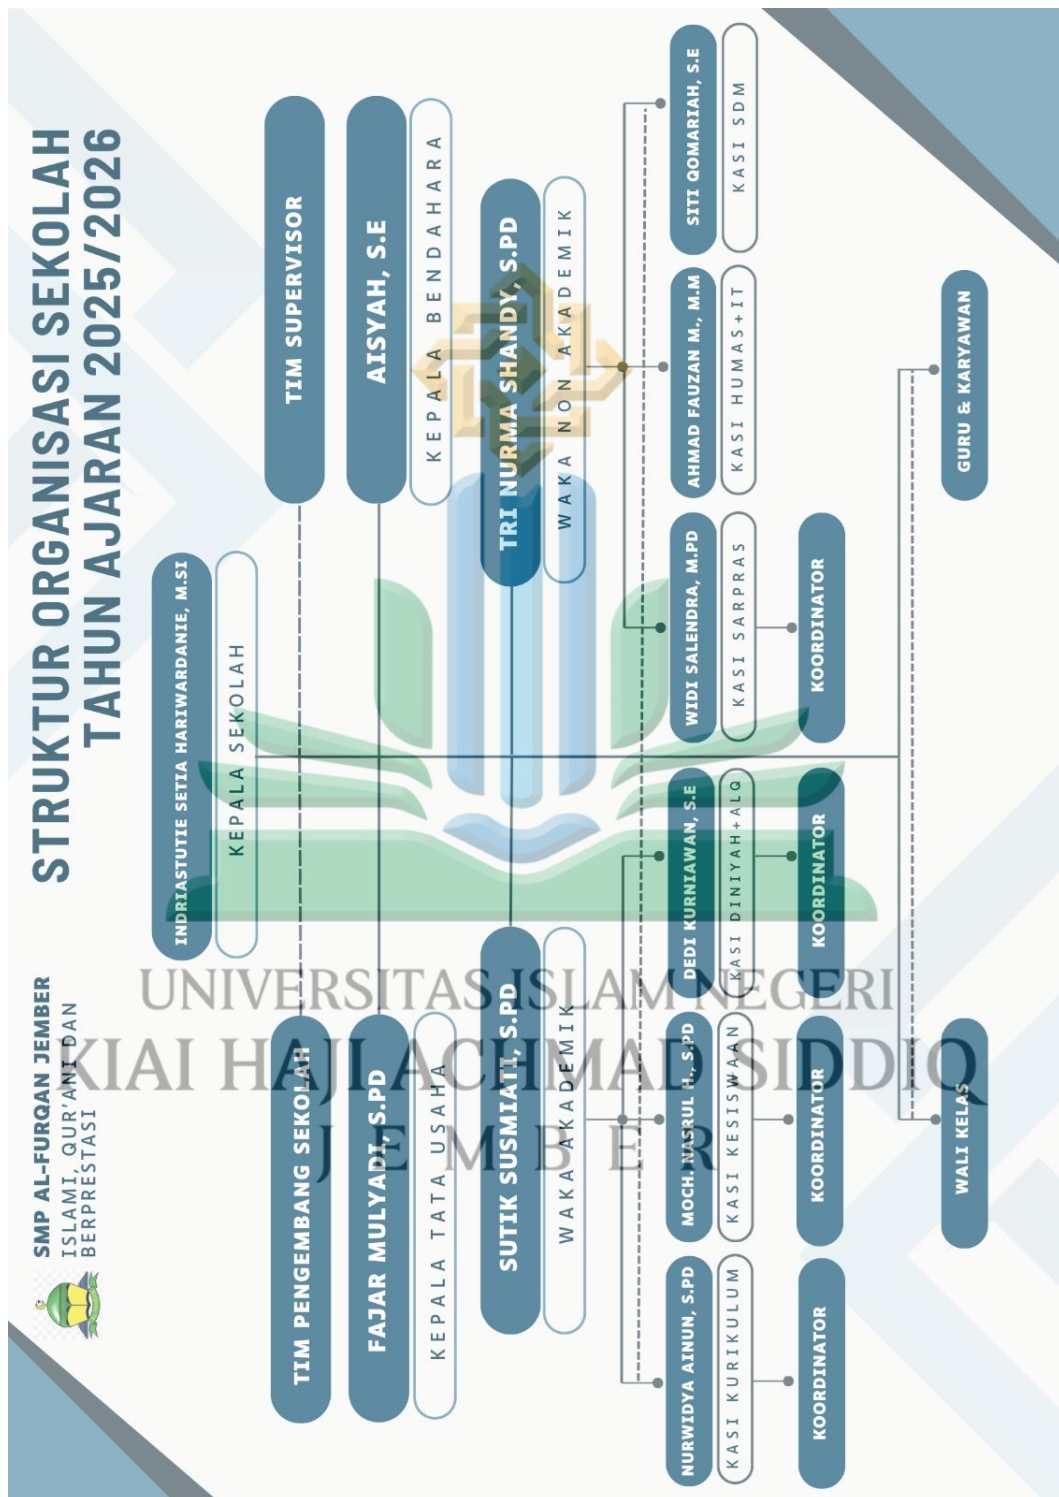 SMP AL-FURQAN JEMBER
ISLAMI, QUR'ANI DAN
BERPRESTASI
STRUKTUR ORGANISASI SEKOLAH
TAHUN AJARAN 2025/2026
INDRIASTUTIE SETIA HARIWARDANIE, M.SI
KEPALA SEKOLAH
TIM PENGEMBANG SEKOLAH
TIM SUPERVISOR
FAJAR MULYADI, S.PD
KEPALA TATA USAHA
AISYAH, S.E
KEPALA BENDAHARA
SUTIK SUSMIATI, S.PD
WAKA AKADEMIK
TRI NURMA SHANDY, S.PD
WAKA NON AKADEMIK
NURWIDYA AINUN, S.PD
KASI KURIKULUM
MOCH. NASRUL H., S.PD
KASI KESISWAAN
DEDI KURNIAWAN, S.E
KASI DINIYAH+ALQ
WIDI SALENDRA, M.PD
KASI SARPRAS
AHMAD FAUZAN M., M.M
KASI HUMAS+IT
SITI QOMARIAH, S.E
KASI SDM
KOORDINATOR
KOORDINATOR
KOORDINATOR
KOORDINATOR
WALI KELAS
GURU & KARYAWAN
UNIVERSITAS ISLAM NEGERI
KIAI HAJI ACHMAD SIDDIQ
JEMBER